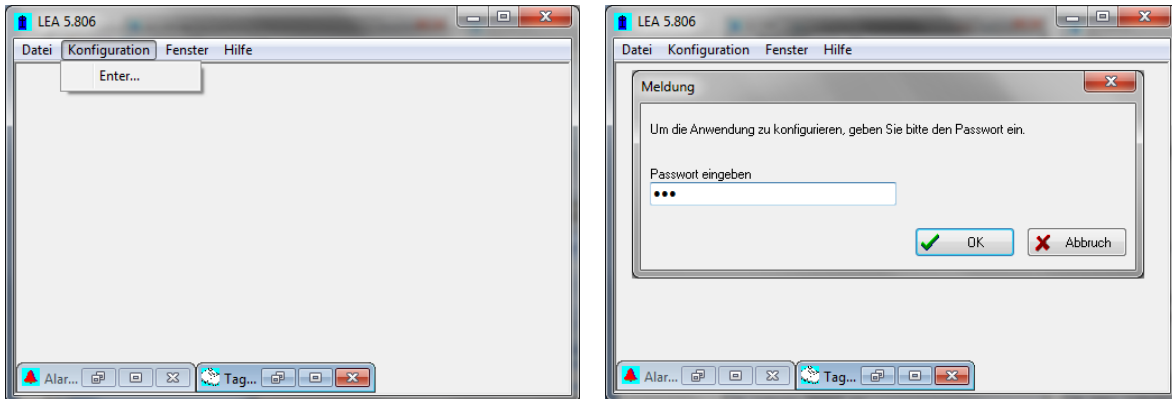 LEA 5.806
Datei Konfiguration Fenster Hilfe
Enter...
Alar...
Tag...
LEA 5.806
Datei Konfiguration Fenster Hilfe
Meldung
Um die Anwendung zu konfigurieren, geben Sie bitte den Passwort ein.
Passwort eingeben
•••
OK
Abbruch
Alar...
Tag...